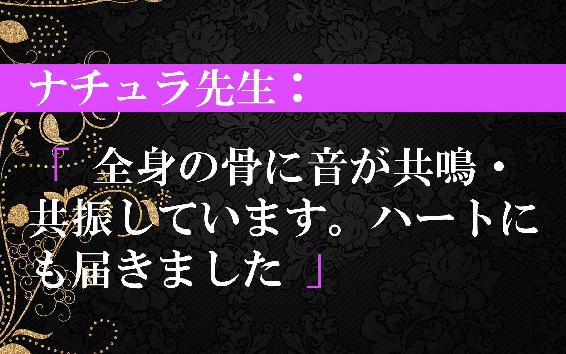 ナチュラ先生：
「 全身の骨に音が共鳴・
共振しています。ハートに
も届きました 」